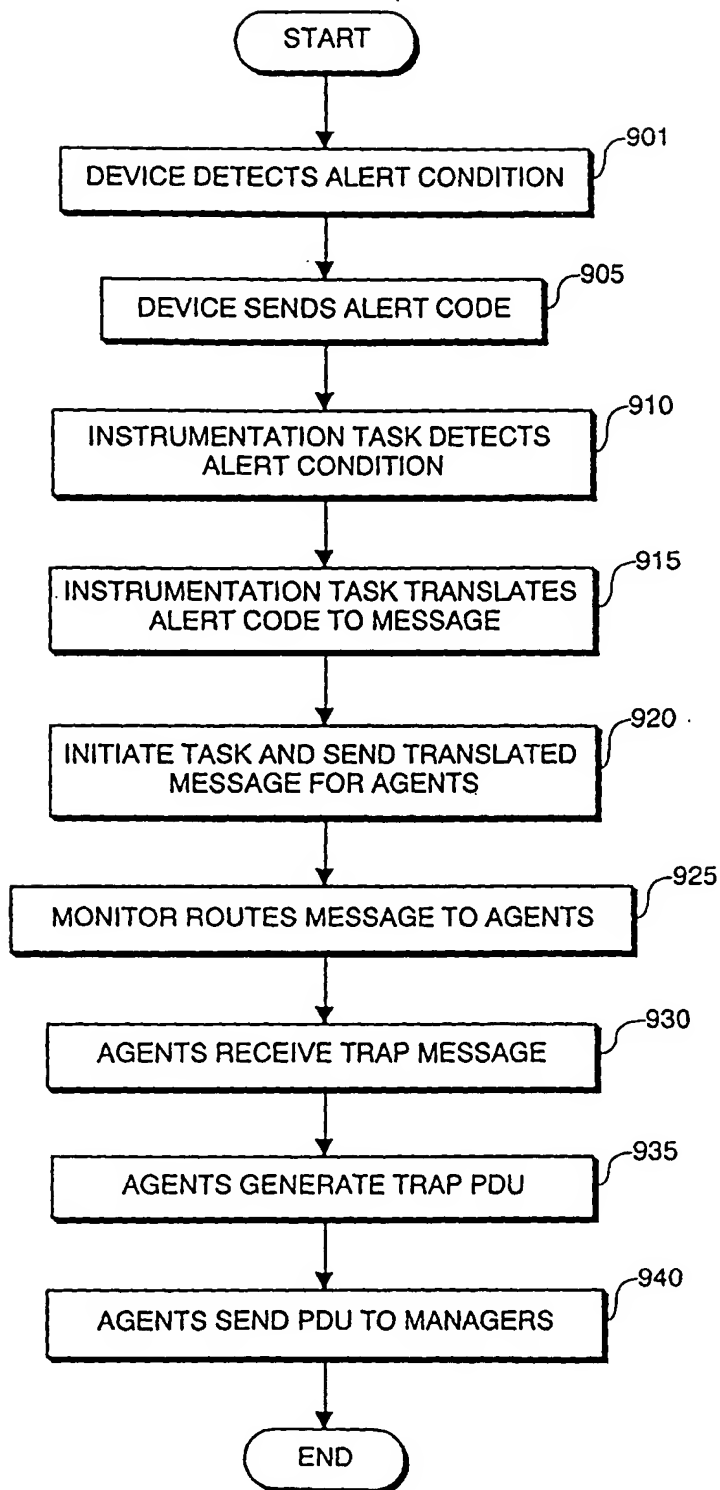 START
901
DEVICE DETECTS ALERT CONDITION
905
DEVICE SENDS ALERT CODE
910
INSTRUMENTATION TASK DETECTS
ALERT CONDITION
915
INSTRUMENTATION TASK TRANSLATES
ALERT CODE TO MESSAGE
920
INITIATE TASK AND SEND TRANSLATED
MESSAGE FOR AGENTS
925
MONITOR ROUTES MESSAGE TO AGENTS
930
AGENTS RECEIVE TRAP MESSAGE
935
AGENTS GENERATE TRAP PDU
940
AGENTS SEND PDU TO MANAGERS
END